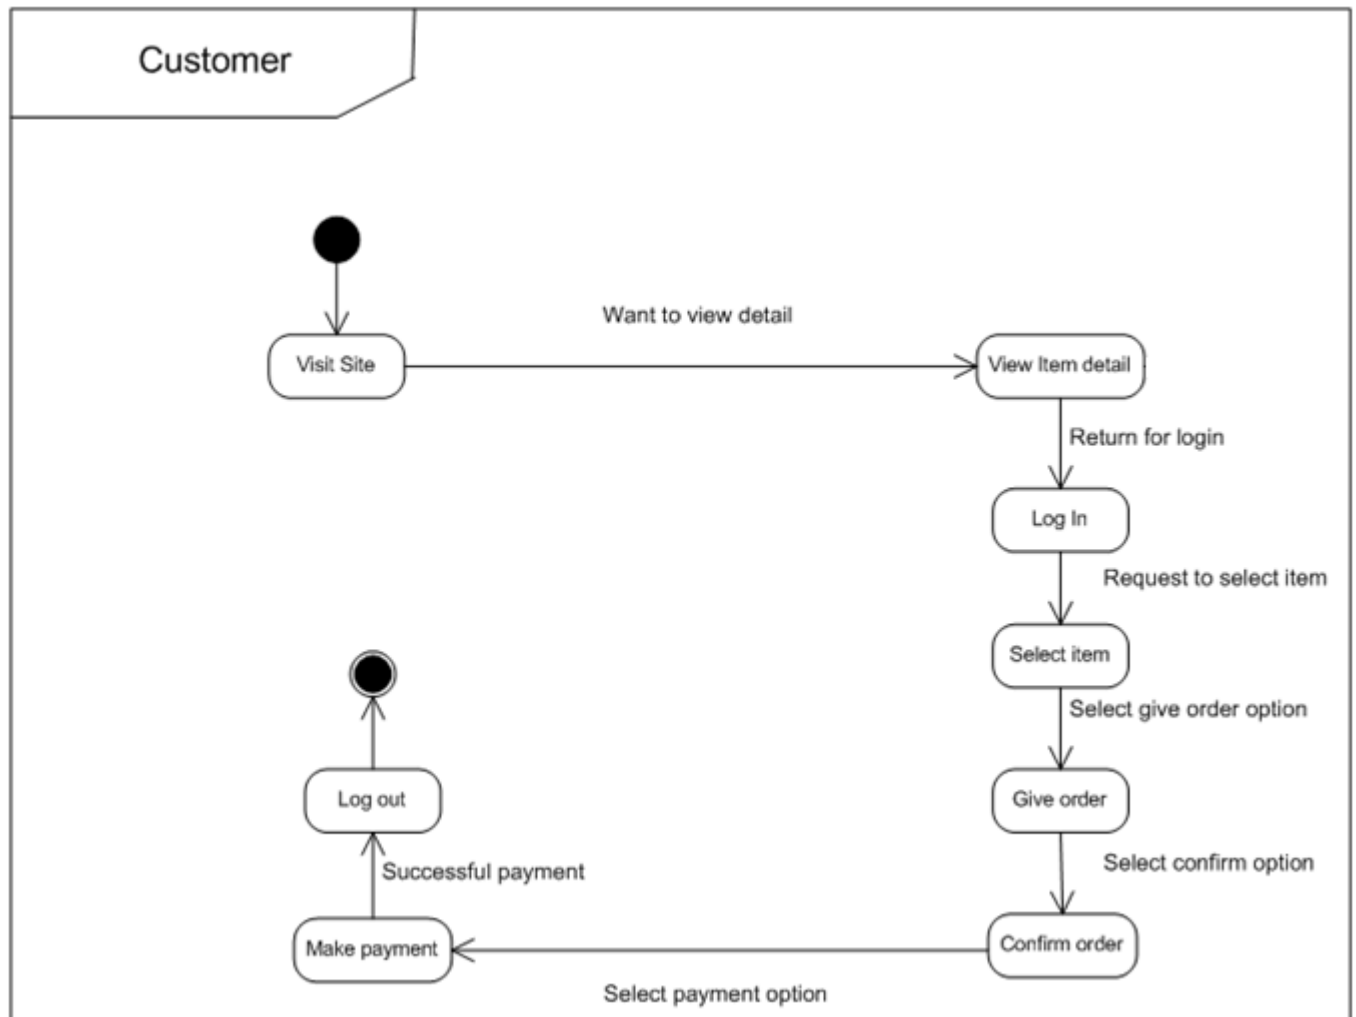 Customer
Want to view detail
Visit Site
View Item detail
Return for login
Log In
Request to select item
Select item
Select give order option
Log out
Give order
Select confirm option
Successful payment
Make payment
Confirm order
Select payment option